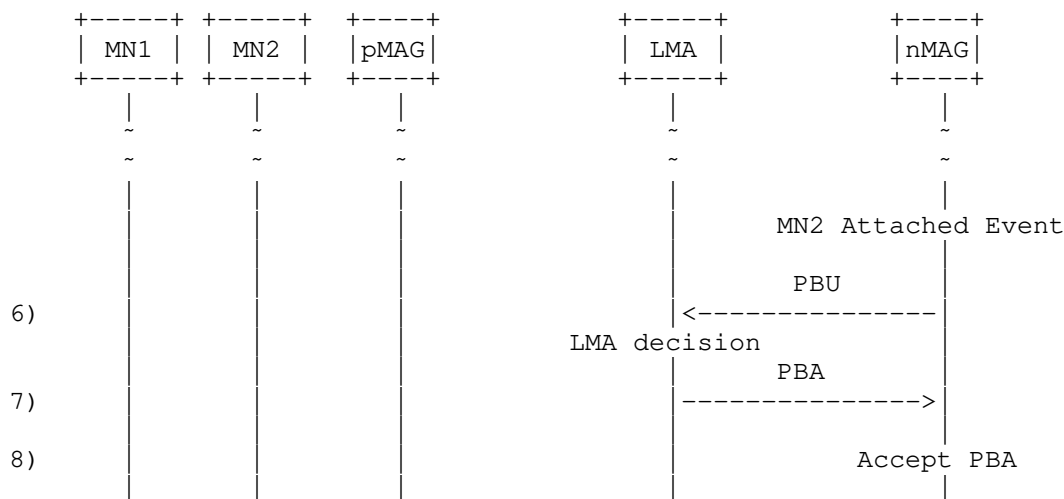 MN1 MN2 pMAG LMA nMAG
MN2 Attached Event
PBU
6)
LMA decision
PBA
7)
8) Accept PBA